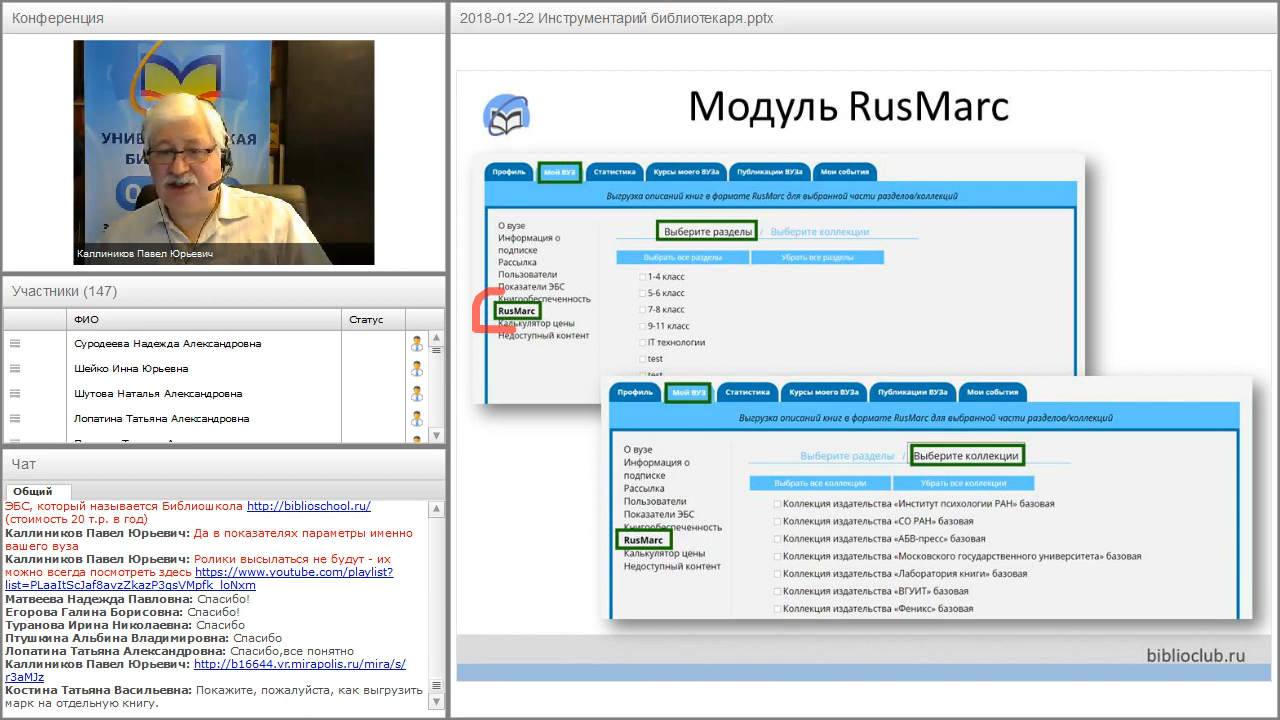 Конференция
УНИВ
СКАЯ
БИ
Каллиников Павел Юрьевич
Участники (147)
ФИО
Статус
Суродеева Надежда Александровна
Шейко Инна Юрьевна
Шутова Наталья Александровна
Лопатина Татьяна Александровна
Чат
Общий
ЭБС, который называется Библиошкола http://biblioschool.ru/
(стоимость 20 т.р. в год)
Каллиников Павел Юрьевич: Да в показателях параметры именно
вашего вуза
Каллиников Павел Юрьевич: Ролики высылаться не будут - их
можно всегда посмотреть здесь https://www.youtube.com/playlist?
list=PLaaItScJaf8avzZkazP3gsVMpfk_loNxm
Матвеева Надежда Павловна: Спасибо!
Егорова Галина Борисовна: Спасибо!
Туранова Ирина Николаевна: Спасибо
Птушкина Альбина Владимировна: Спасибо
Лопатина Татьяна Александровна: Спасибо,все понятно
Каллиников Павел Юрьевич: http://b16644.vr.mirapolis.ru/mira/s/
r3aMJz
Костина Татьяна Васильевна: Покажите, пожалуйста, как выгрузить
марк на отдельную книгу.
2018-01-22 Инструментарий библиотекаря.pptx
Модуль RusMarc
Профиль Мой ВУЗ Статистика Курсы моего ВУЗа Публикации ВУЗа Мои события
Выгрузка описаний книг в формате RusMarc для выбранной части разделов/коллекций
О вузе
Информация о
подписке
Рассылка
Пользователи
Показатели ЭБС
Книгообеспеченность
RusMarc
Калькулятор цены
Недоступный контент
Выберите разделы / Выберите коллекции
Выбрать все разделы Убрать все разделы
1-4 класс
5-6 класс
7-8 класс
9-11 класс
IT технологии
test
test
Профиль Мой ВУЗ Статистика Курсы моего ВУЗа Публикации ВУЗа Мои события
Выгрузка описаний книг в формате RusMarc для выбранной части разделов/коллекций
О вузе
Информация о
подписке
Рассылка
Пользователи
Показатели ЭБС
Книгообеспеченность
RusMarc
Калькулятор цены
Недоступный контент
Выберите разделы / Выберите коллекции
Выбрать все коллекции Убрать все коллекции
Коллекция издательства «Институт психологии РАН» базовая
Коллекция издательства «СО РАН» базовая
Коллекция издательства «АБВ-пресс» базовая
Коллекция издательства «Московского государственного университета» базовая
Коллекция издательства «Лаборатория книги» базовая
Коллекция издательства «ВГУИТ» базовая
Коллекция издательства «Феникс» базовая
biblioclub.ru